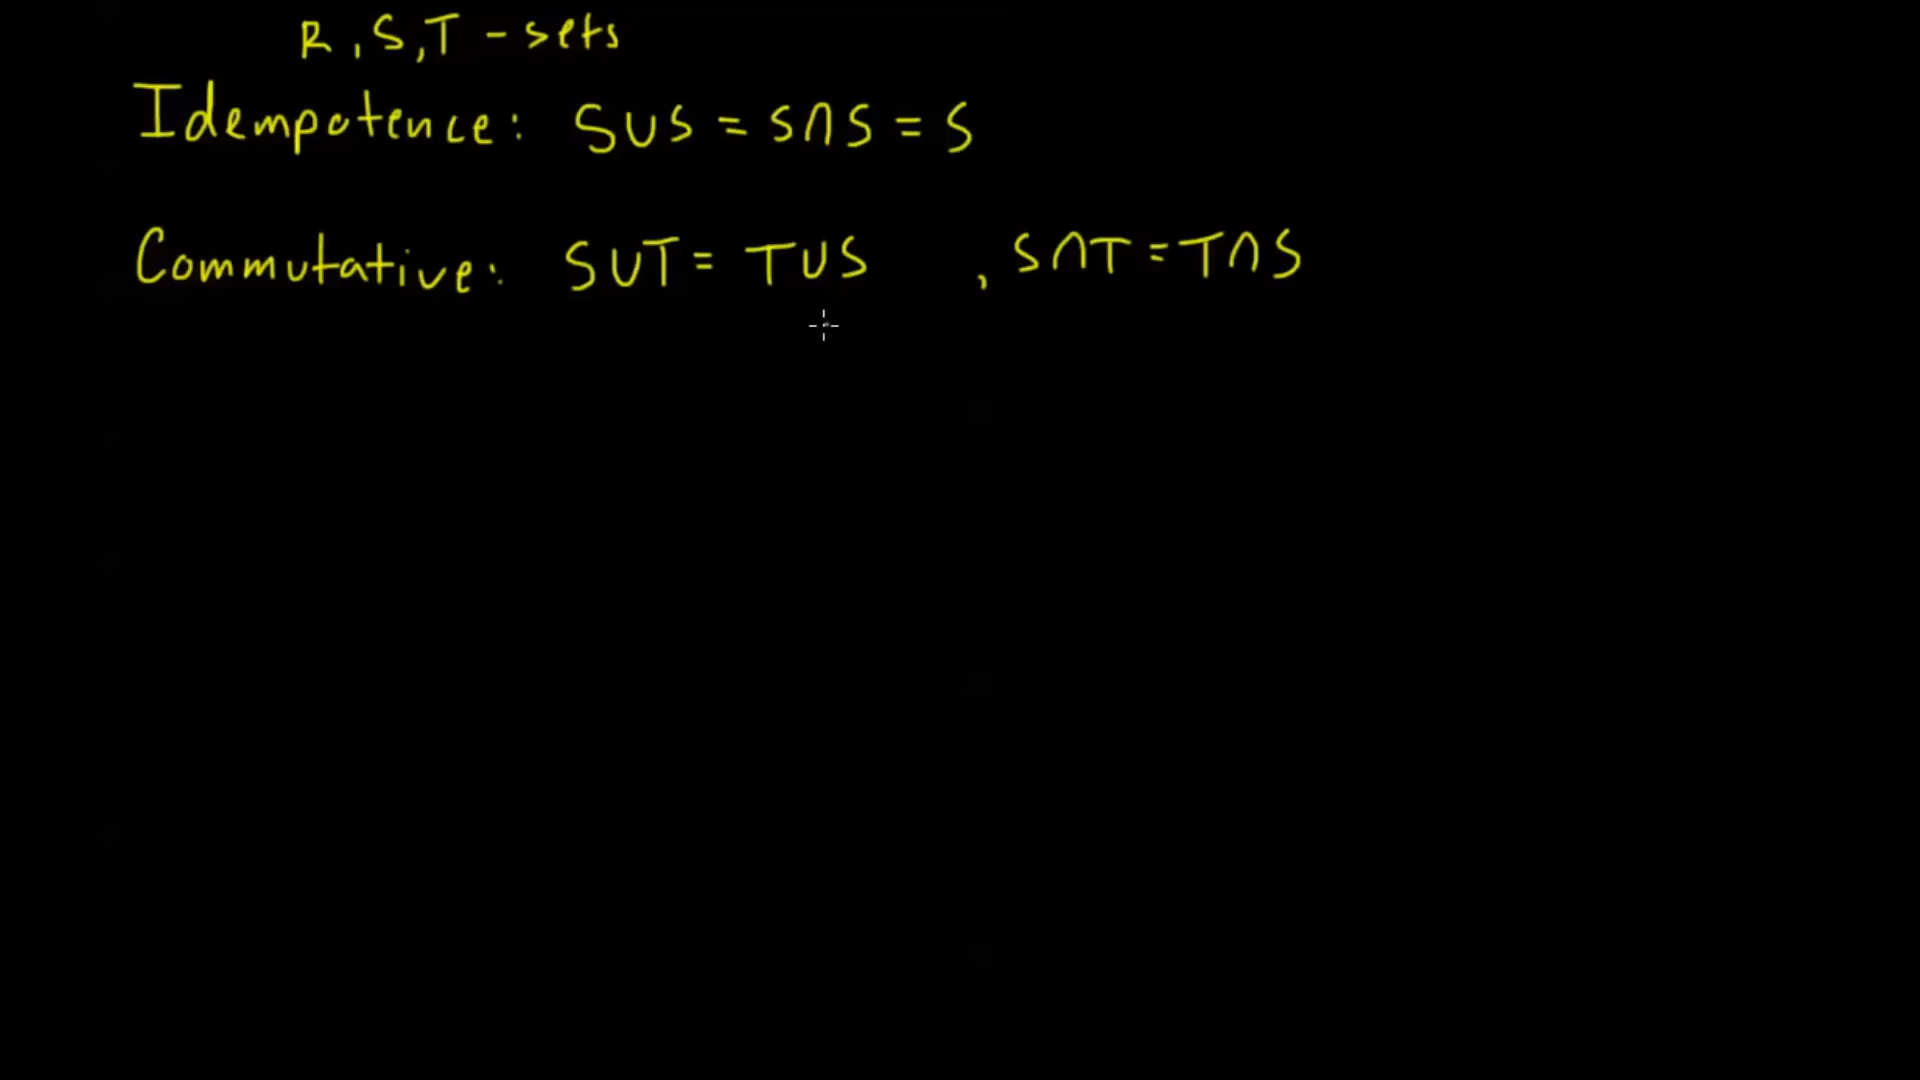 R, S, T - sets
Idempotence: S∪S = S∩S = S
Commutative: S∪T = T∪S , S∩T = T∩S